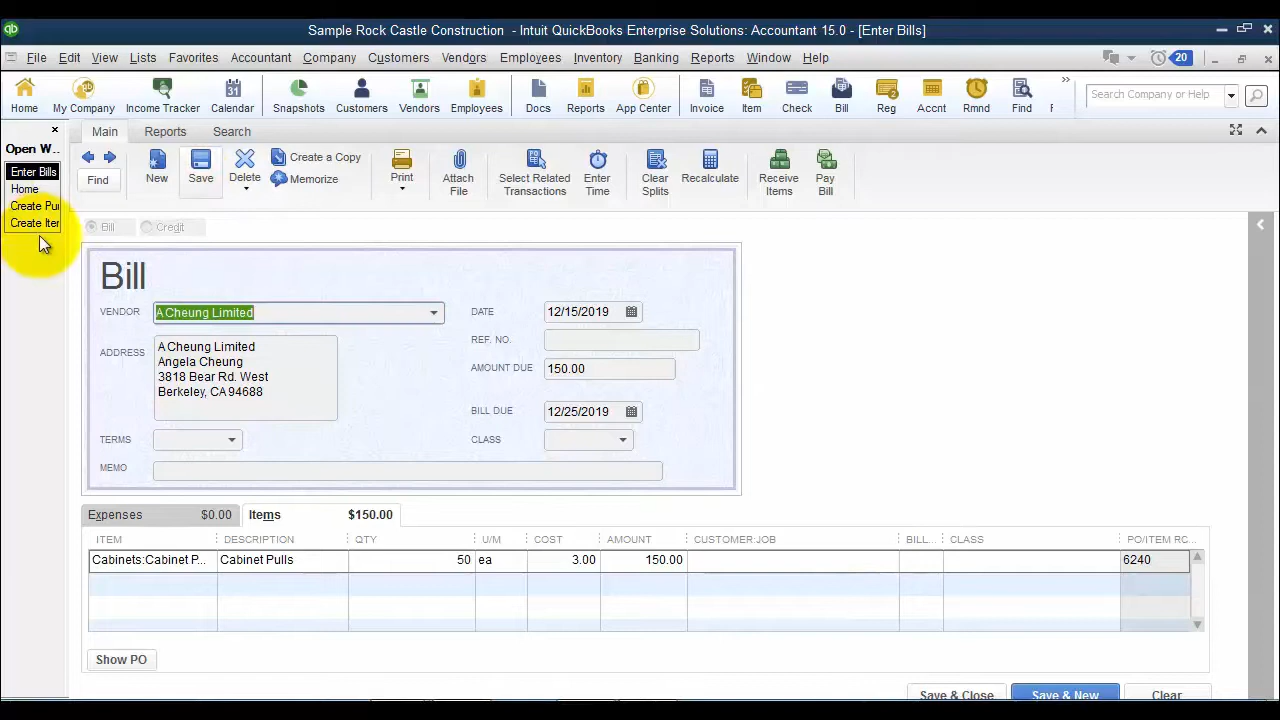 Sample Rock Castle Construction - Intuit QuickBooks Enterprise Solutions: Accountant 15.0 - [Enter Bills]
File Edit View Lists Favorites Accountant Company Customers Vendors Employees Inventory Banking Reports Window Help 20
Home My Company Income Tracker Calendar Snapshots Customers Vendors Employees Docs Reports App Center Invoice Item Check Bill Reg Accnt Rmnd Find F
Search Company or Help
Open W...
Enter Bills
Home
Create Pur
Create Iter
Main Reports Search
Find New Save Delete Create a Copy
Memorize
Print Attach File Select Related Transactions Enter Time Clear Splits Recalculate Receive Items Pay Bill
Bill Credit
Bill
VENDOR A Cheung Limited DATE 12/15/2019
REF. NO.
ADDRESS A Cheung Limited
Angela Cheung
3818 Bear Rd. West
Berkeley, CA 94688
AMOUNT DUE 150.00
BILL DUE 12/25/2019
TERMS CLASS
MEMO
Expenses $0.00 Items $150.00
ITEM DESCRIPTION QTY U/M COST AMOUNT CUSTOMER:JOB BILL... CLASS PO/ITEM RC...
Cabinets:Cabinet P... Cabinet Pulls 50 ea 3.00 150.00 6240
Show PO
Save & Close Save & New Clear